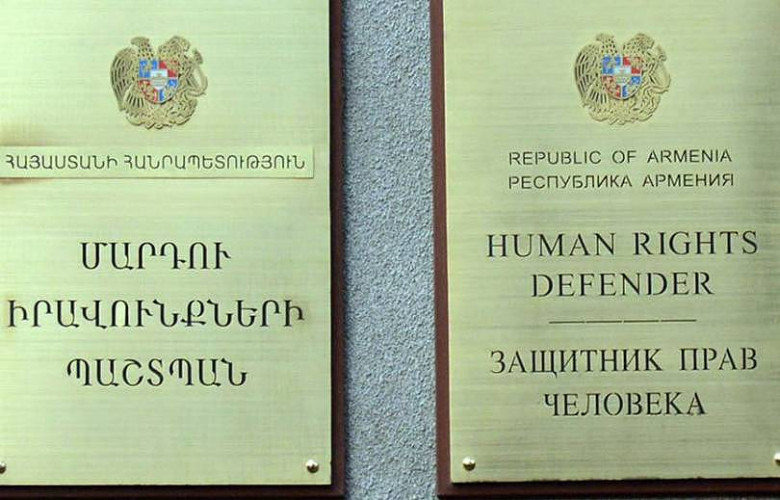 ՀԱՅԱՍՏԱՆԻ ՀԱՆՐԱՊԵՏՈՒԹՅՈՒՆ
ՄԱՐԴՈՒ
ԻՐԱՎՈՒՆՔՆԵՐԻ
ՊԱՇՏՊԱՆ
REPUBLIC OF ARMENIA
РЕСПУБЛИКА АРМЕНИЯ
HUMAN RIGHTS
DEFENDER
ЗАЩИТНИК ПРАВ
ЧЕЛОВЕКА